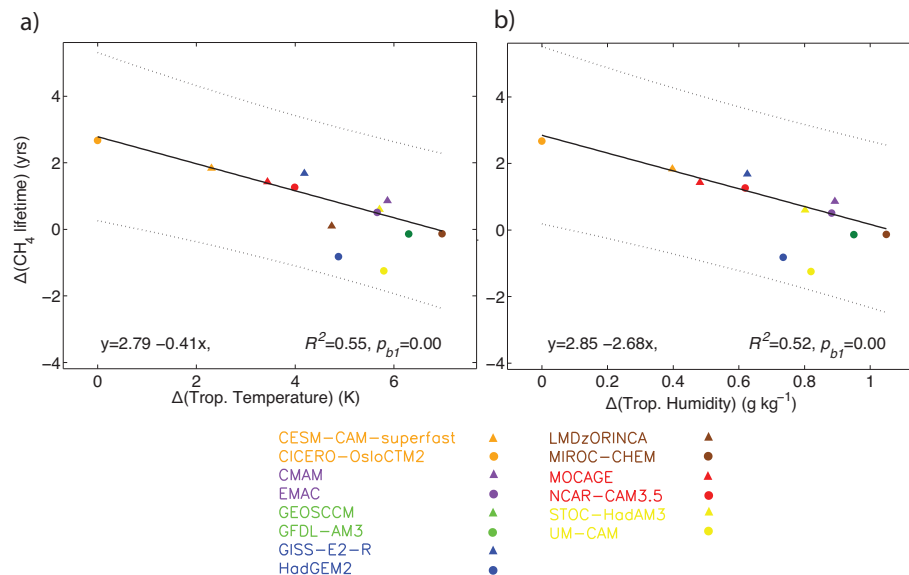 a)
b)
Δ(CH4 lifetime) (yrs)
4
2
0
−2
−4
y=2.79 −0.41x,
R²=0.55, p_b1=0.00
0
2
4
6
Δ(Trop. Temperature) (K)
4
2
0
−2
−4
y=2.85 −2.68x,
R²=0.52, p_b1=0.00
0
0.2
0.4
0.6
0.8
1
Δ(Trop. Humidity) (g kg⁻¹)
CESM−CAM−superfast
CICERO−OsloCTM2
CMAM
EMAC
GEOSCCM
GFDL−AM3
GISS−E2−R
HadGEM2
LMDzORINCA
MIROC−CHEM
MOCAGE
NCAR−CAM3.5
STOC−HadAM3
UM−CAM